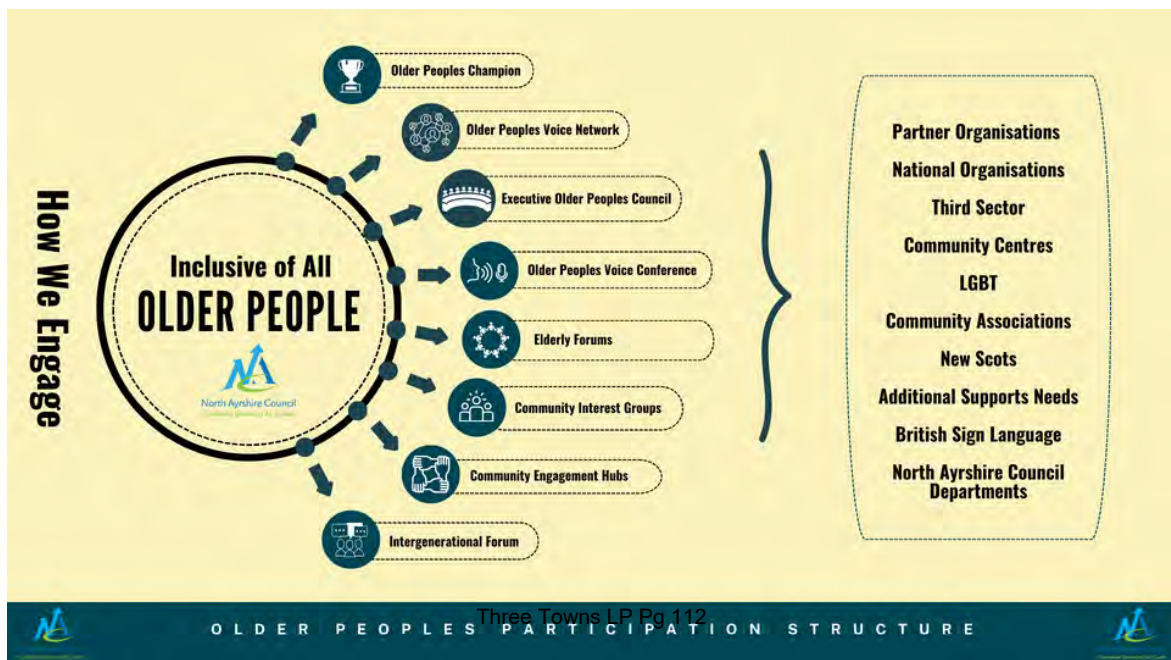 How We Engage
Inclusive of All
OLDER PEOPLE
North Ayrshire Council
Older Peoples Champion
Older Peoples Voice Network
Executive Older Peoples Council
Older Peoples Voice Conference
Elderly Forums
Community Interest Groups
Community Engagement Hubs
Intergenerational Forum
Partner Organisations
National Organisations
Third Sector
Community Centres
LGBT
Community Associations
New Scots
Additional Supports Needs
British Sign Language
North Ayrshire Council
Departments
Three Towns LP Pg 112
OLDER PEOPLES PARTICIPATION STRUCTURE